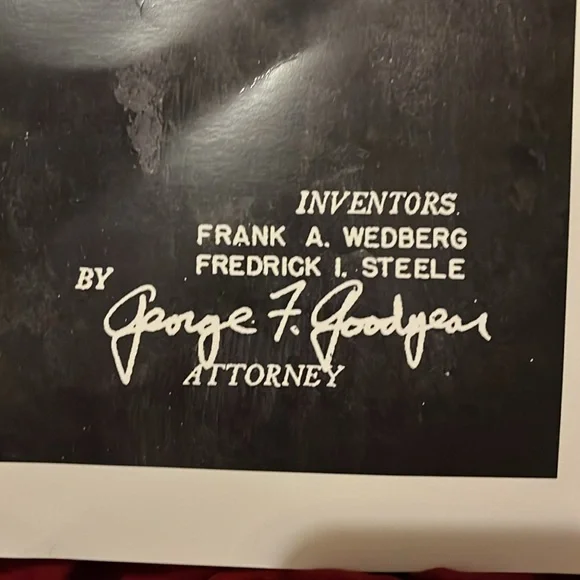 INVENTORS.
FRANK A. WEDBERG
FREDRICK I. STEELE
BY
George F. Goodyear
ATTORNEY